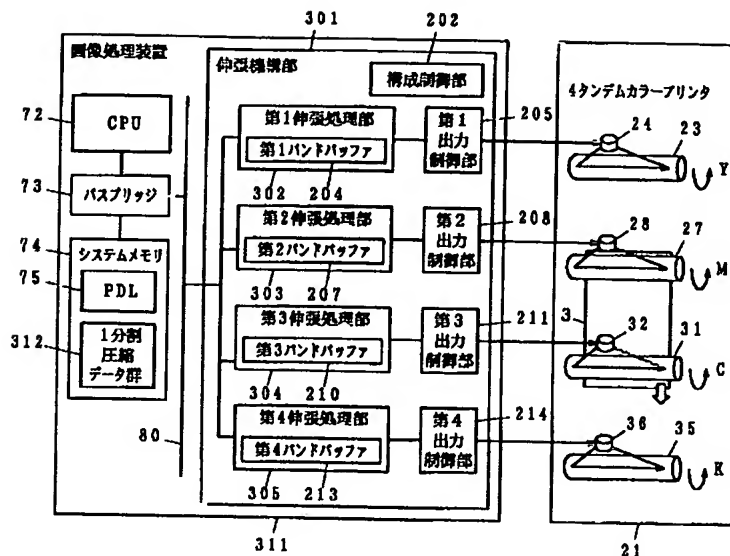 301
202
画像処理装置
伸張機構部
構成制御部
4タンデムカラープリンタ
72
CPU
第1伸張処理部
第1バンドバッファ
第1
出力
制御部
205
24
23
Y
73
バスブリッジ
302
204
74
システムメモリ
75
PDL
第2伸張処理部
第2バンドバッファ
第2
出力
制御部
208
28
27
M
303
207
312
1分割
圧縮
データ群
第3伸張処理部
第3バンドバッファ
第3
出力
制御部
211
3
32
31
C
304
210
80
第4伸張処理部
第4バンドバッファ
第4
出力
制御部
214
36
35
K
305
213
311
21